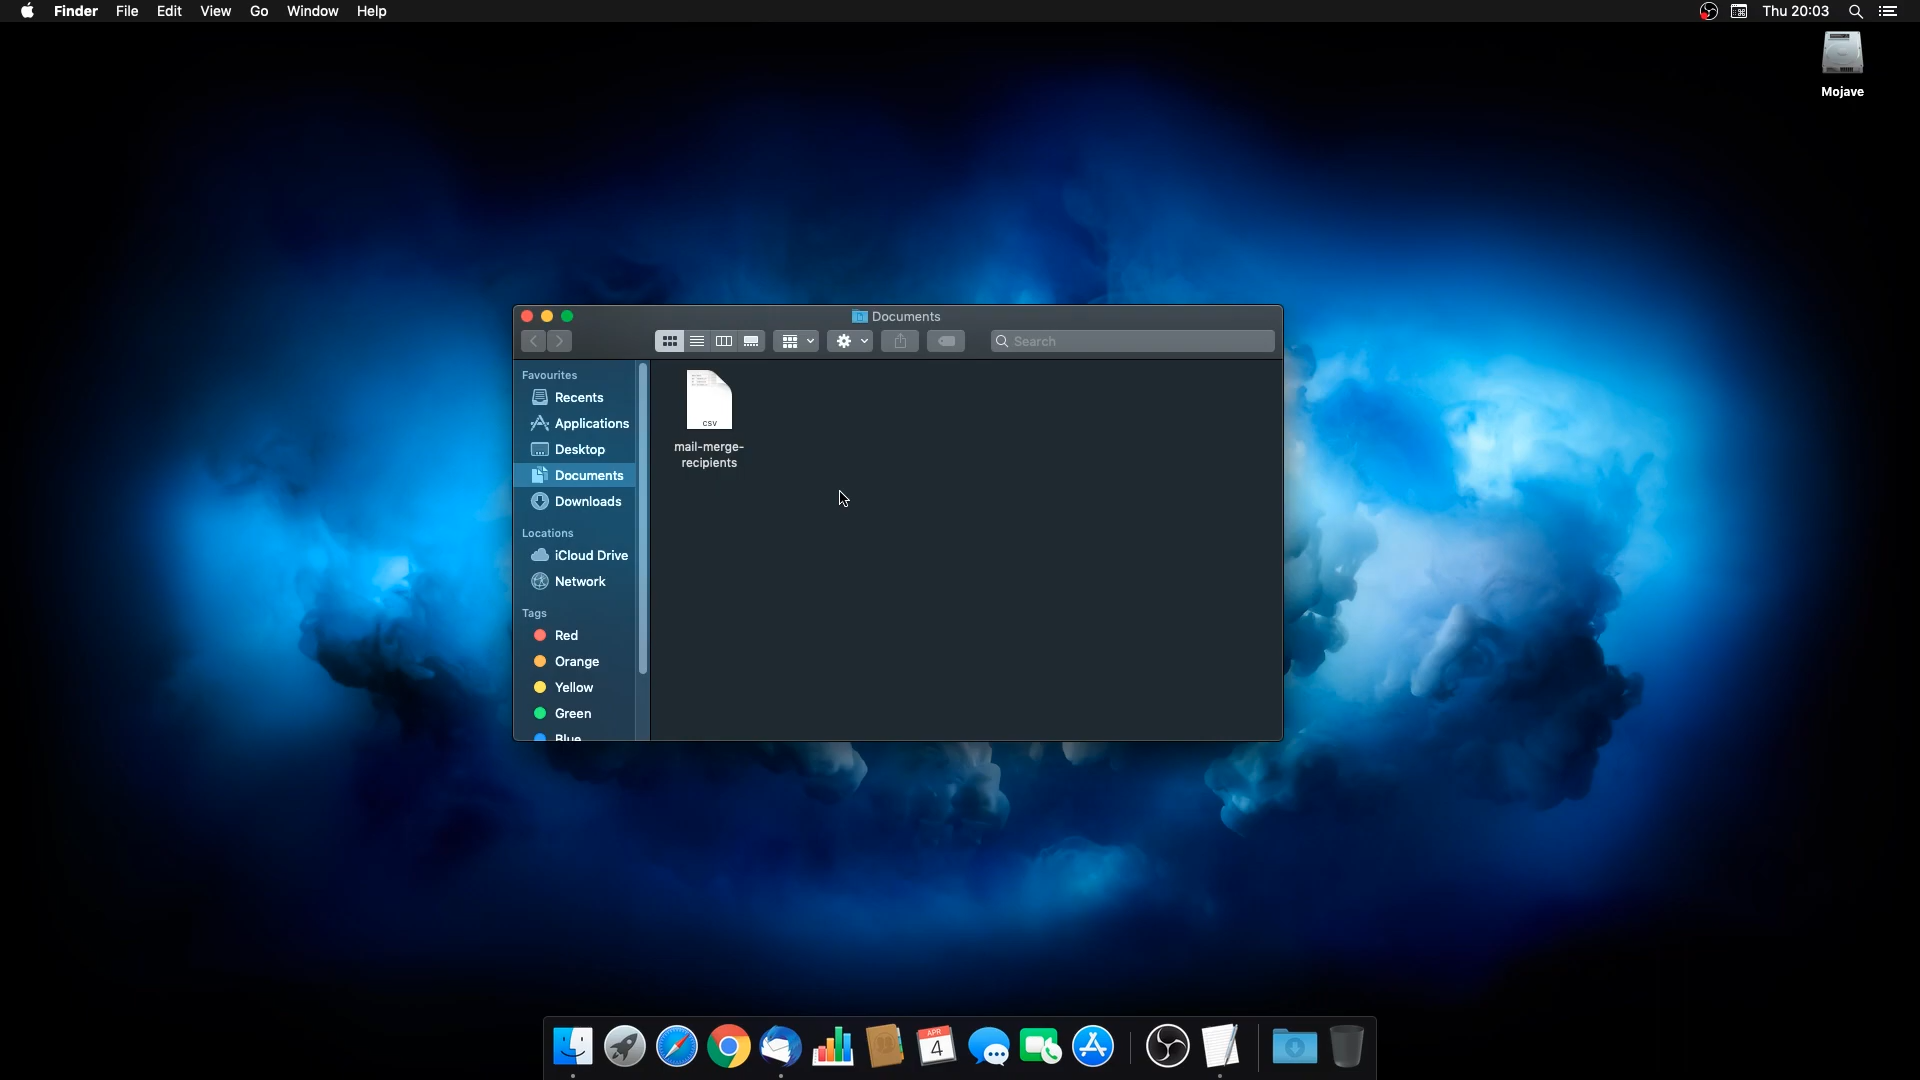 Finder File Edit View Go Window Help
Thu 20:03
Mojave
Documents
Search
Favourites
Recents
Applications
Desktop
Documents
Downloads
Locations
iCloud Drive
Network
Tags
Red
Orange
Yellow
Green
Blue
CSV
mail-merge-
recipients
APR
4